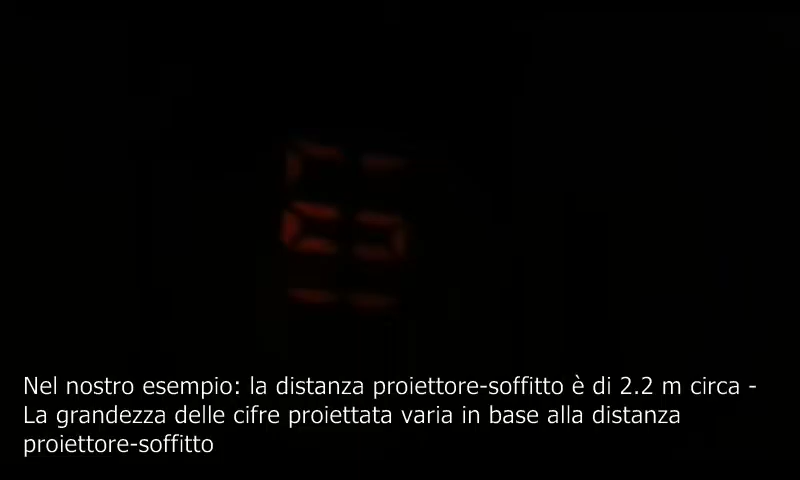 Nel nostro esempio: la distanza proiettore-soffitto è di 2.2 m circa -
La grandezza delle cifre proiettata varia in base alla distanza
proiettore-soffitto